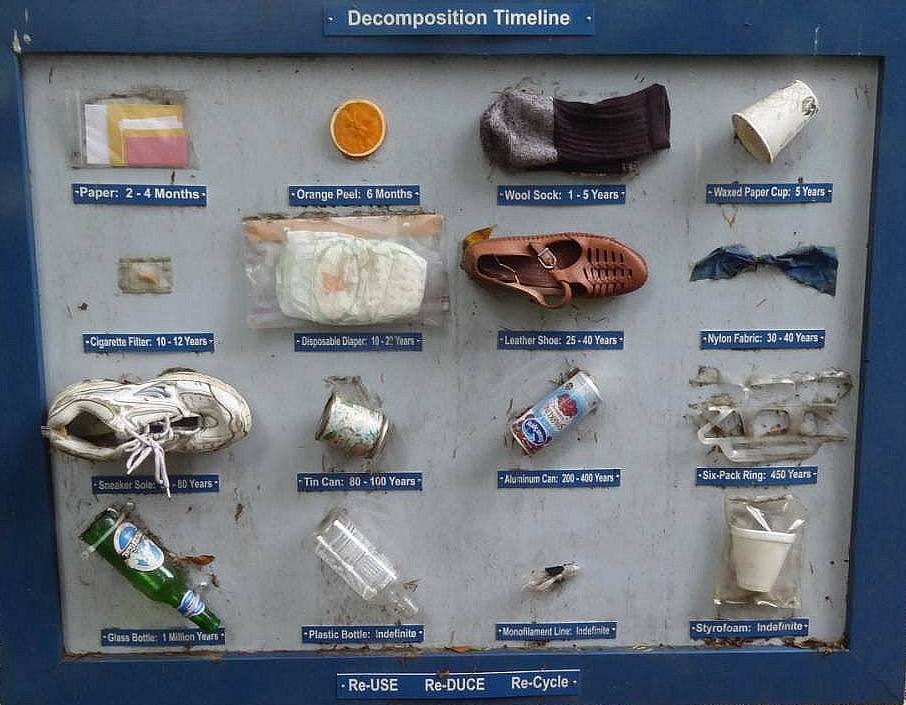 · Decomposition Timeline ·
· Paper: 2 - 4 Months ·
· Orange Peel: 6 Months ·
· Wool Sock: 1 - 5 Years ·
· Waxed Paper Cup: 5 Years ·
· Cigarette Filter: 10 - 12 Years ·
· Disposable Diaper: 10 - Years
· Leather Shoe: 25 - 40 Years ·
· Nylon Fabric: 30 - 40 Years ·
· Sneaker Sole: - 80 Years
· Tin Can: 80 - 100 Years ·
· Aluminum Can: 200 - 400 Years ·
· Six-Pack Ring: 450 Years ·
· Glass Bottle: 1 Million Years ·
· Plastic Bottle: Indefinite ·
· Monofilament Line: Indefinite ·
· Styrofoam: Indefinite ·
· Re-USE Re-DUCE Re-Cycle ·